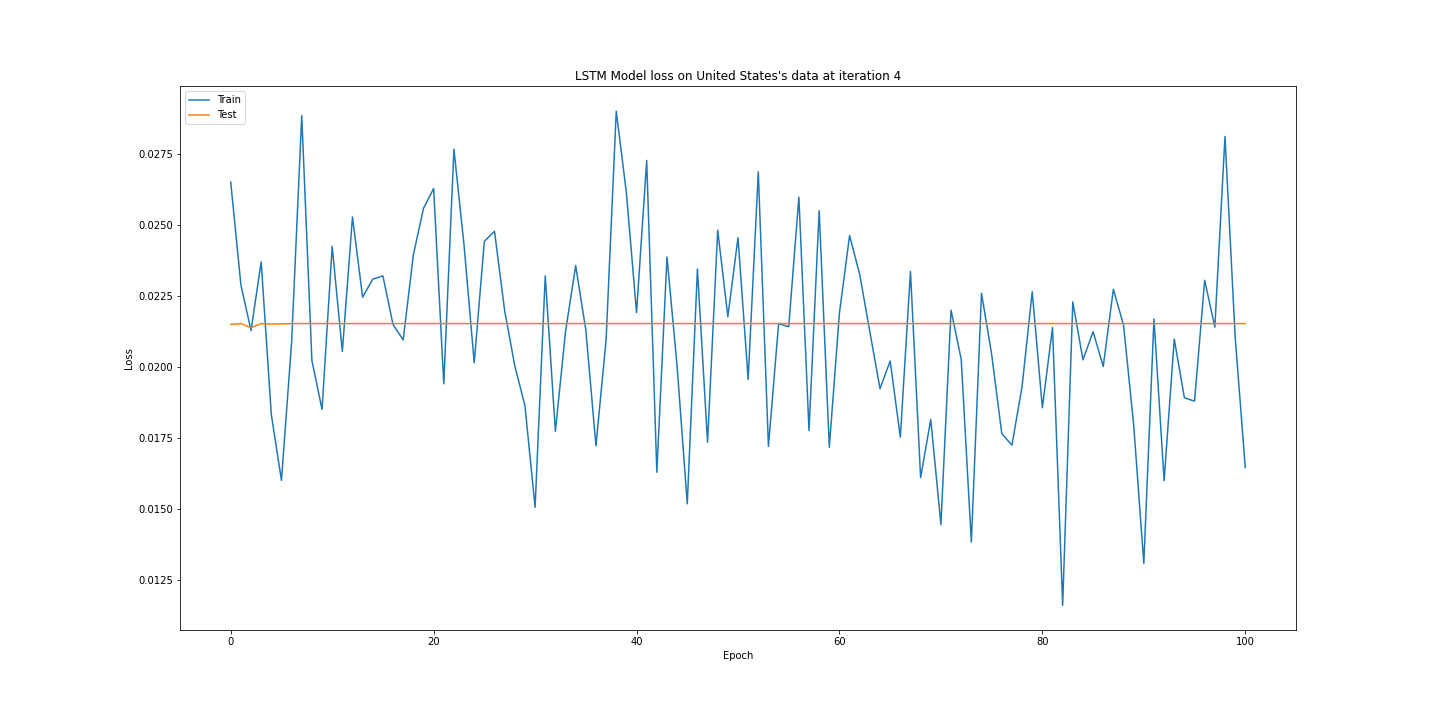 LSTM Model loss on United States's data at iteration 4
Train
Test
0.0275
0.0250
0.0225
0.0200
0.0175
0.0150
0.0125
Loss
0 20 40 60 80 100
Epoch